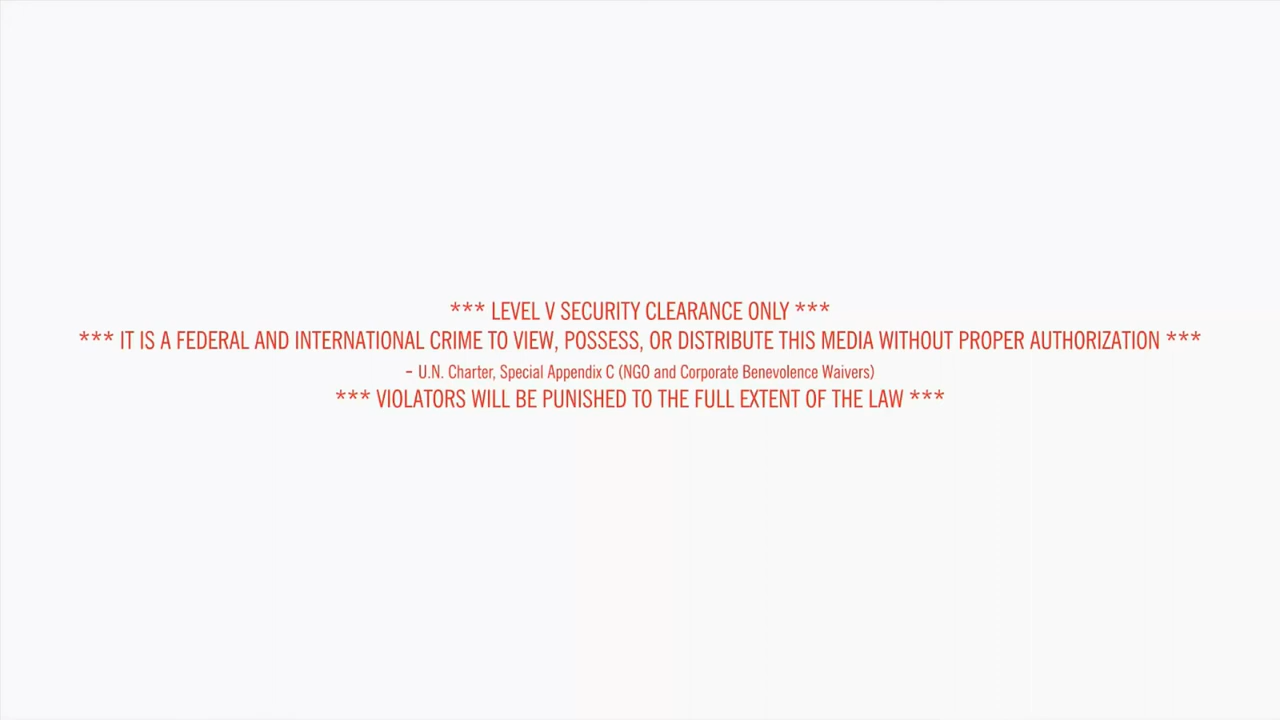 *** LEVEL V SECURITY CLEARANCE ONLY ***
*** IT IS A FEDERAL AND INTERNATIONAL CRIME TO VIEW, POSSESS, OR DISTRIBUTE THIS MEDIA WITHOUT PROPER AUTHORIZATION ***
– U.N. Charter, Special Appendix C (NGO and Corporate Benevolence Waivers)
*** VIOLATORS WILL BE PUNISHED TO THE FULL EXTENT OF THE LAW ***